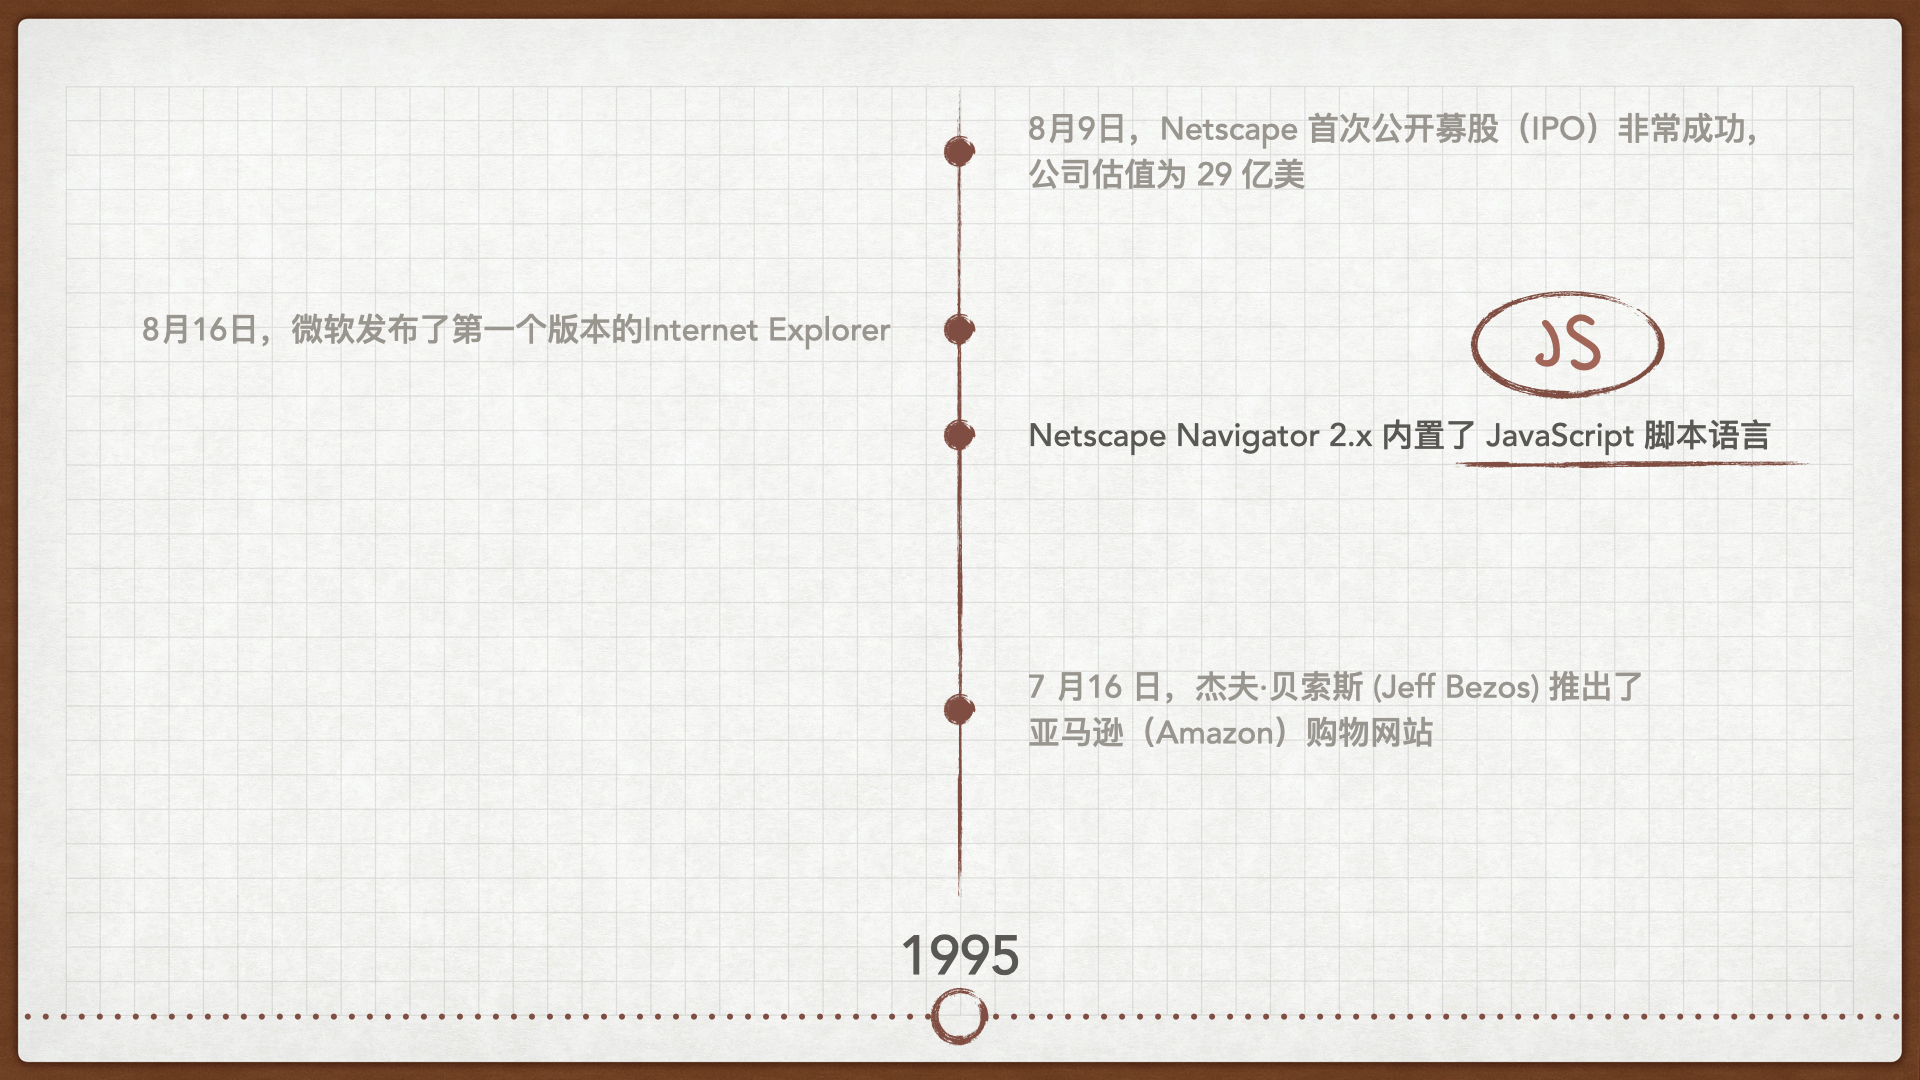 8月9日，Netscape 首次公开募股（IPO）非常成功，
公司估值为 29 亿美
8月16日，微软发布了第一个版本的Internet Explorer
JS
Netscape Navigator 2.x 内置了 JavaScript 脚本语言
7 月16 日，杰夫·贝索斯 (Jeff Bezos) 推出了
亚马逊（Amazon）购物网站
1995